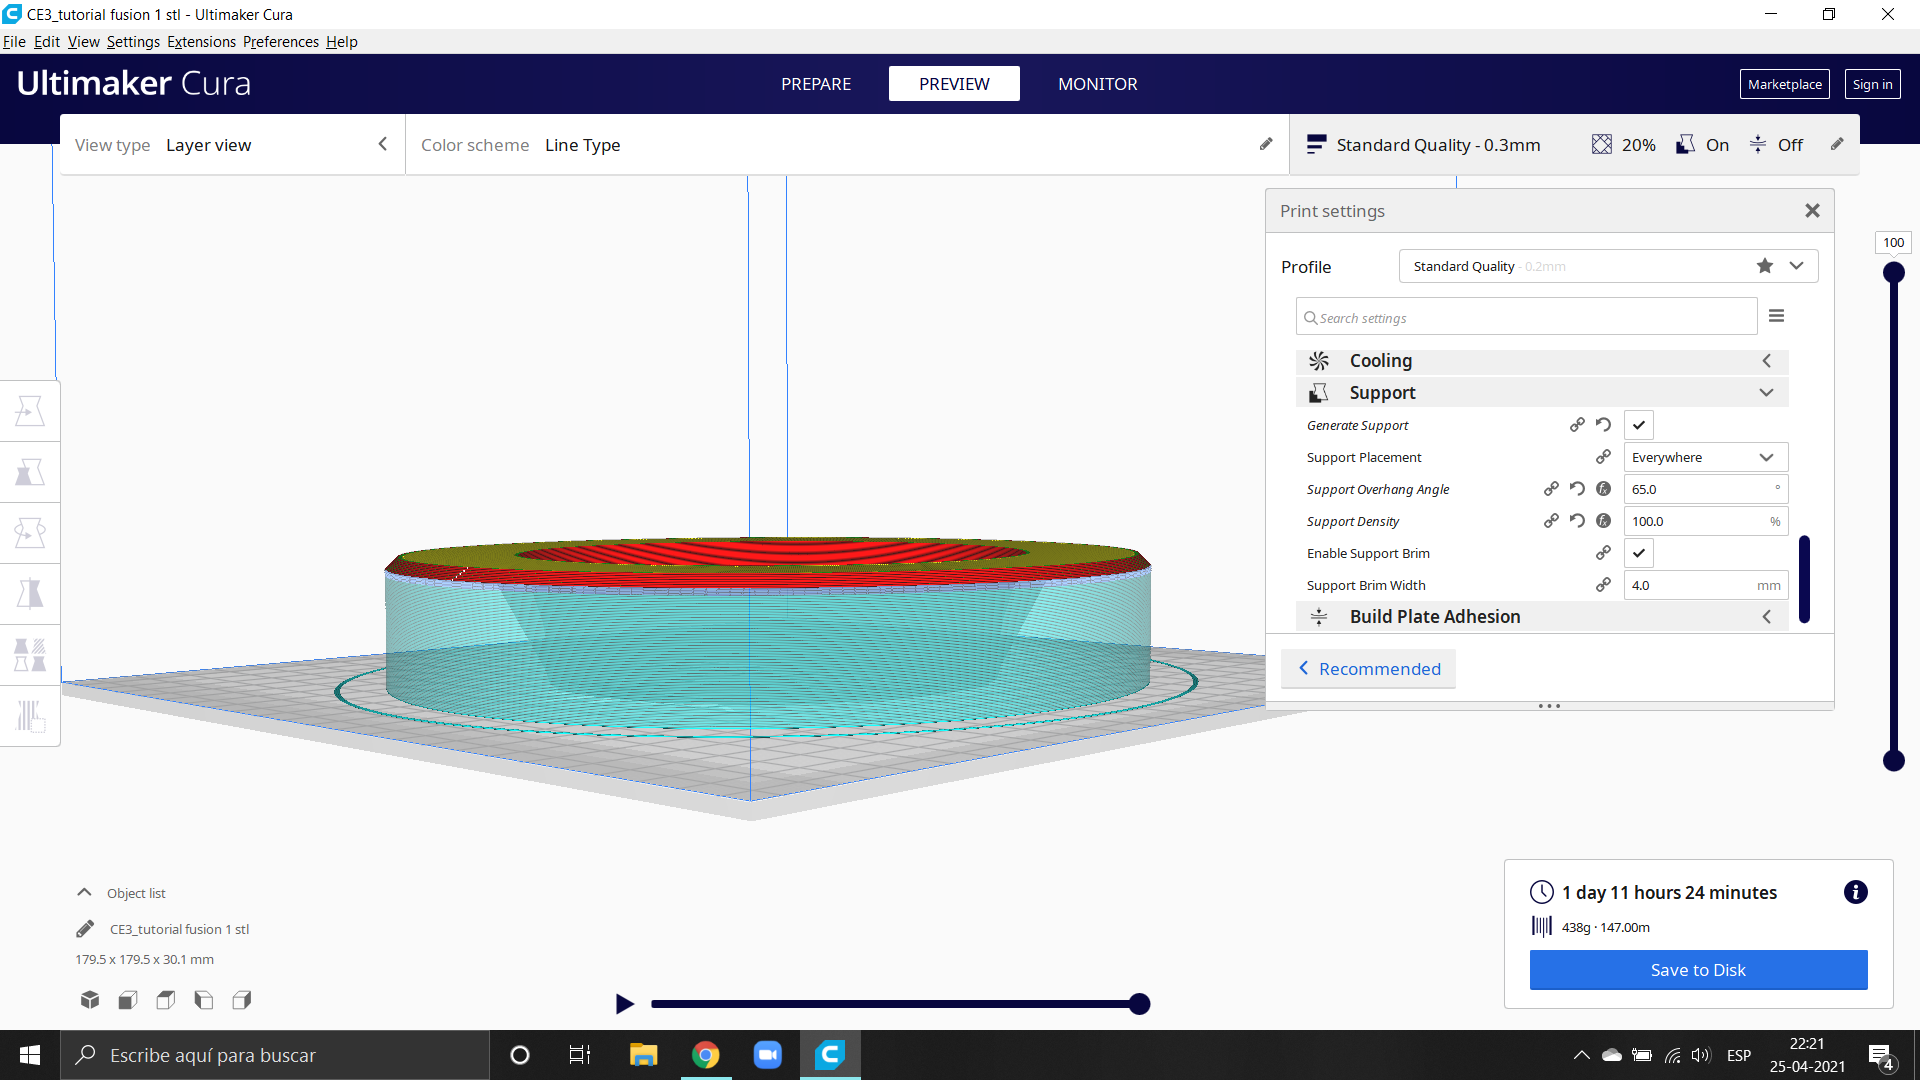 CE3_tutorial fusion 1 stl - Ultimaker Cura
File Edit View Settings Extensions Preferences Help
Ultimaker Cura
PREPARE
PREVIEW
MONITOR
Marketplace
Sign in
View type Layer view
Color scheme Line Type
Standard Quality - 0.3mm
20%
On
Off
Print settings
100
Profile
Standard Quality - 0.2mm
Search settings
Cooling
Support
Generate Support
Support Placement
Everywhere
Support Overhang Angle
65.0 °
Support Density
100.0 %
Enable Support Brim
Support Brim Width
4.0 mm
Build Plate Adhesion
Recommended
Object list
CE3_tutorial fusion 1 stl
179.5 x 179.5 x 30.1 mm
1 day 11 hours 24 minutes
438g · 147.00m
Save to Disk
Escribe aquí para buscar
ESP
22:21
25-04-2021
4